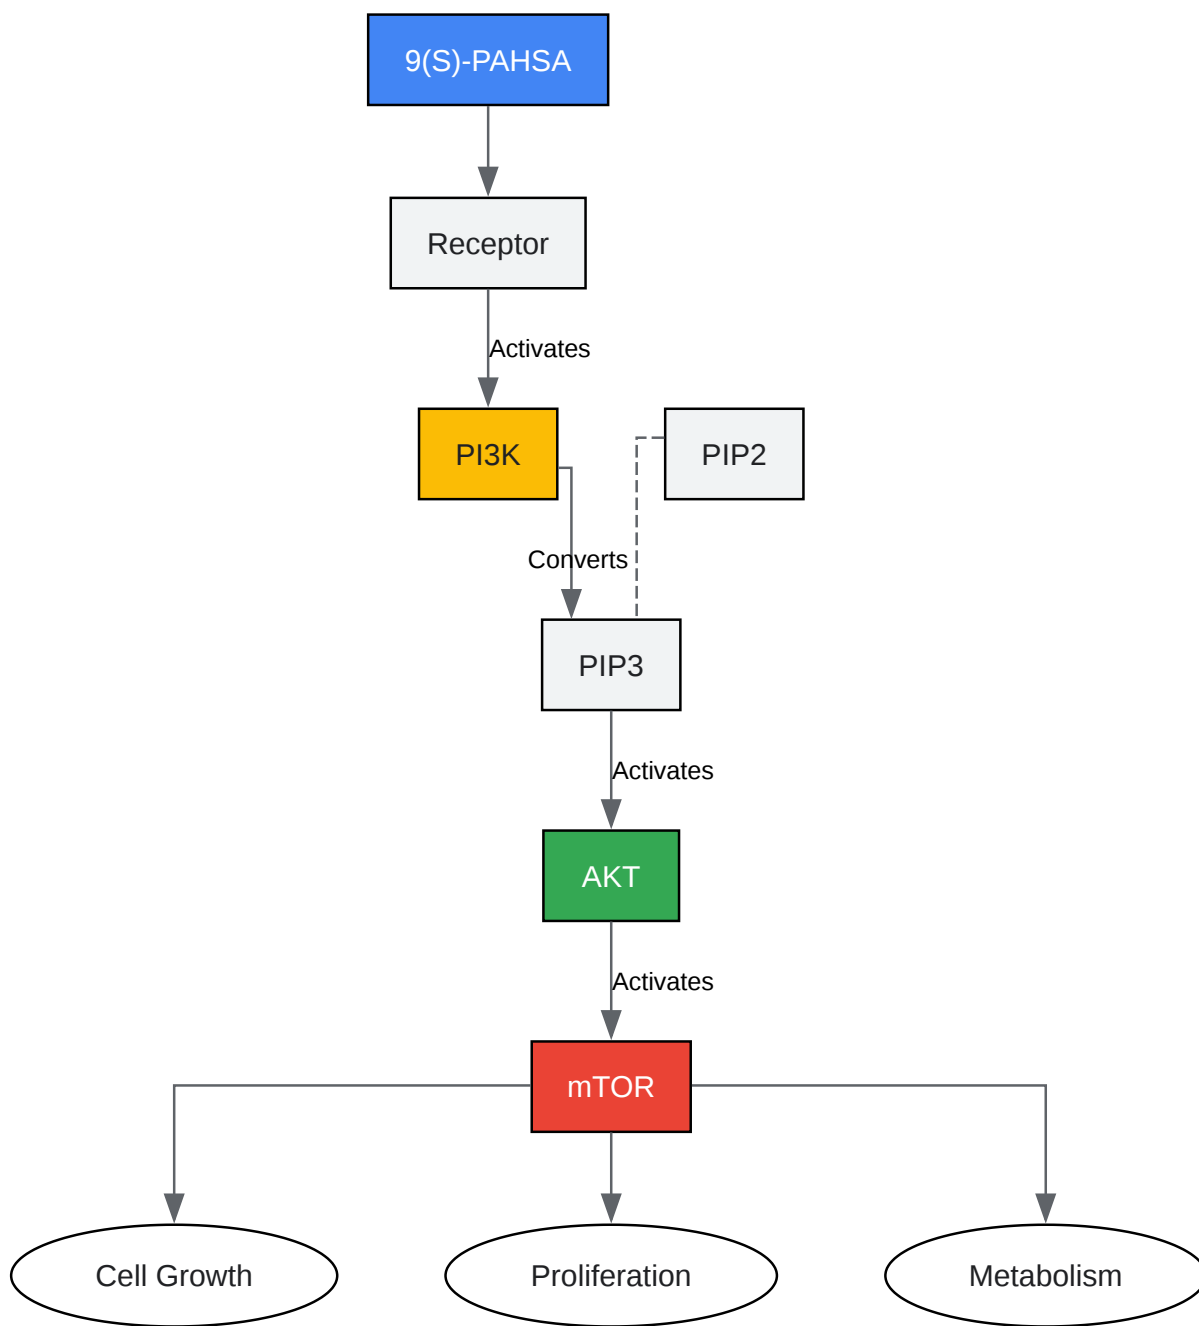 9(S)-PAHSA
Receptor
Activates
PI3K
PIP2
Converts
PIP3
Activates
AKT
Activates
mTOR
Cell Growth
Proliferation
Metabolism